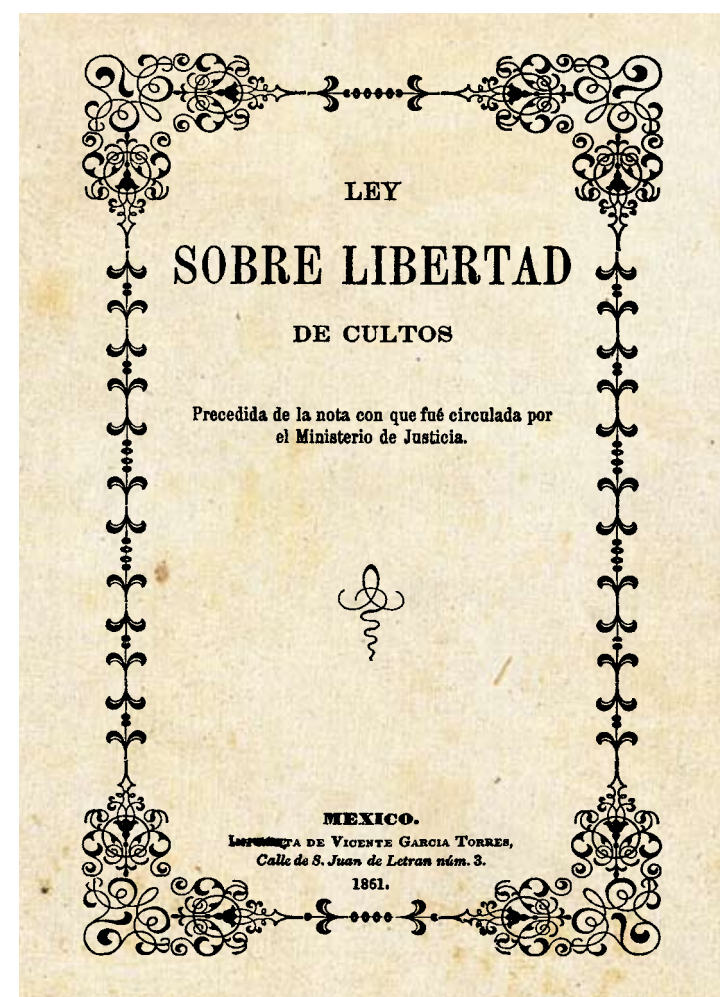 LEY
SOBRE LIBERTAD
DE CULTOS
Precedida de la nota con que fué circulada por
el Ministerio de Justicia.
MEXICO.
DE VICENTE GARCIA TORRES,
Calle de S. Juan de Letran núm. 3.
1861.